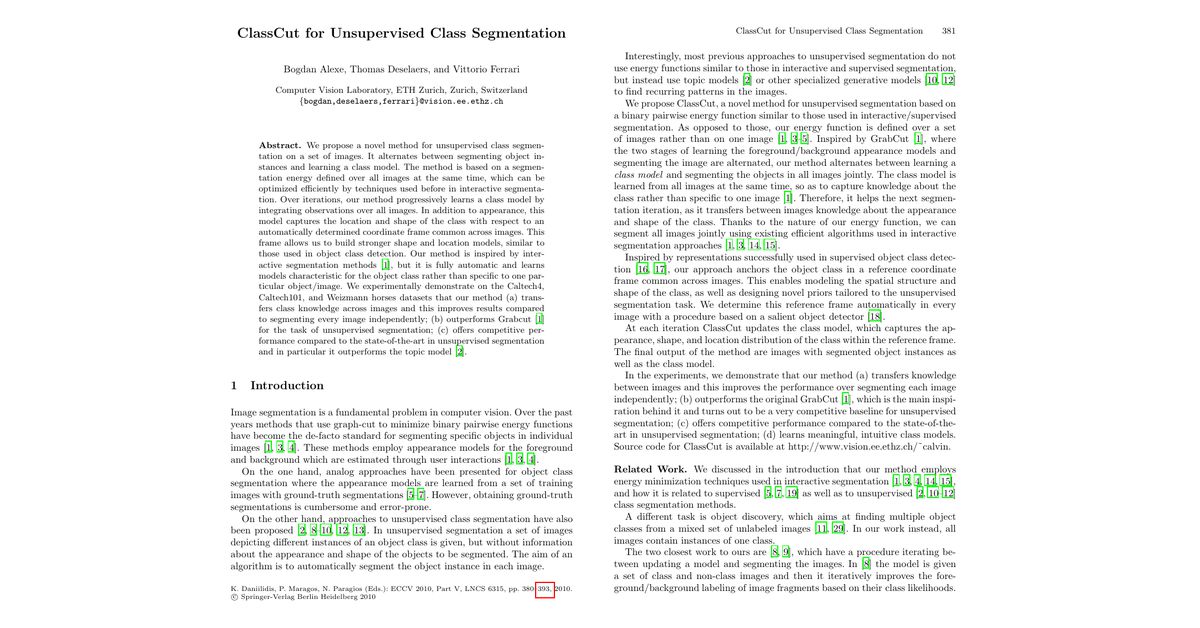 ClassCut for Unsupervised Class Segmentation
Bogdan Alexe, Thomas Deselaers, and Vittorio Ferrari
Computer Vision Laboratory, ETH Zurich, Zurich, Switzerland
{bogdan,deselaers,ferrari}@vision.ee.ethz.ch
Abstract. We propose a novel method for unsupervised class segmen-
tation on a set of images. It alternates between segmenting object in-
stances and learning a class model. The method is based on a segmen-
tation energy defined over all images at the same time, which can be
optimized efficiently by techniques used before in interactive segmenta-
tion. Over iterations, our method progressively learns a class model by
integrating observations over all images. In addition to appearance, this
model captures the location and shape of the class with respect to an
automatically determined coordinate frame common across images. This
frame allows us to build stronger shape and location models, similar to
those used in object class detection. Our method is inspired by inter-
active segmentation methods [1], but it is fully automatic and learns
models characteristic for the object class rather than specific to one par-
ticular object/image. We experimentally demonstrate on the Caltech4,
Caltech101, and Weizmann horses datasets that our method (a) trans-
fers class knowledge across images and this improves results compared
to segmenting every image independently; (b) outperforms Grabcut [1]
for the task of unsupervised segmentation; (c) offers competitive per-
formance compared to the state-of-the-art in unsupervised segmentation
and in particular it outperforms the topic model [2].
1 Introduction
Image segmentation is a fundamental problem in computer vision. Over the past
years methods that use graph-cut to minimize binary pairwise energy functions
have become the de-facto standard for segmenting specific objects in individual
images [1, 3, 4]. These methods employ appearance models for the foreground
and background which are estimated through user interactions [1, 3, 4].
On the one hand, analog approaches have been presented for object class
segmentation where the appearance models are learned from a set of training
images with ground-truth segmentations [5–7]. However, obtaining ground-truth
segmentations is cumbersome and error-prone.
On the other hand, approaches to unsupervised class segmentation have also
been proposed [2, 8–10, 12, 13]. In unsupervised segmentation a set of images
depicting different instances of an object class is given, but without information
about the appearance and shape of the objects to be segmented. The aim of an
algorithm is to automatically segment the object instance in each image.
K. Daniilidis, P. Maragos, N. Paragios (Eds.): ECCV 2010, Part V, LNCS 6315, pp. 380–393, 2010.
© Springer-Verlag Berlin Heidelberg 2010
ClassCut for Unsupervised Class Segmentation 381
Interestingly, most previous approaches to unsupervised segmentation do not
use energy functions similar to those in interactive and supervised segmentation,
but instead use topic models [2] or other specialized generative models [10, 12]
to find recurring patterns in the images.
We propose ClassCut, a novel method for unsupervised segmentation based on
a binary pairwise energy function similar to those used in interactive/supervised
segmentation. As opposed to those, our energy function is defined over a set
of images rather than on one image [1, 3–5]. Inspired by GrabCut [1], where
the two stages of learning the foreground/background appearance models and
segmenting the image are alternated, our method alternates between learning a
class model and segmenting the objects in all images jointly. The class model is
learned from all images at the same time, so as to capture knowledge about the
class rather than specific to one image [1]. Therefore, it helps the next segmen-
tation iteration, as it transfers between images knowledge about the appearance
and shape of the class. Thanks to the nature of our energy function, we can
segment all images jointly using existing efficient algorithms used in interactive
segmentation approaches [1, 3, 14, 15].
Inspired by representations successfully used in supervised object class detec-
tion [16, 17], our approach anchors the object class in a reference coordinate
frame common across images. This enables modeling the spatial structure and
shape of the class, as well as designing novel priors tailored to the unsupervised
segmentation task. We determine this reference frame automatically in every
image with a procedure based on a salient object detector [18].
At each iteration ClassCut updates the class model, which captures the ap-
pearance, shape, and location distribution of the class within the reference frame.
The final output of the method are images with segmented object instances as
well as the class model.
In the experiments, we demonstrate that our method (a) transfers knowledge
between images and this improves the performance over segmenting each image
independently; (b) outperforms the original GrabCut [1], which is the main inspi-
ration behind it and turns out to be a very competitive baseline for unsupervised
segmentation; (c) offers competitive performance compared to the state-of-the-
art in unsupervised segmentation; (d) learns meaningful, intuitive class models.
Source code for ClassCut is available at http://www.vision.ee.ethz.ch/~calvin.
Related Work. We discussed in the introduction that our method employs
energy minimization techniques used in interactive segmentation [1, 3, 4, 14, 15],
and how it is related to supervised [5, 7, 19] as well as to unsupervised [2, 10–12]
class segmentation methods.
A different task is object discovery, which aims at finding multiple object
classes from a mixed set of unlabeled images [11, 29]. In our work instead, all
images contain instances of one class.
The two closest work to ours are [8, 9], which have a procedure iterating be-
tween updating a model and segmenting the images. In [8] the model is given
a set of class and non-class images and then it iteratively improves the fore-
ground/background labeling of image fragments based on their class likelihoods.